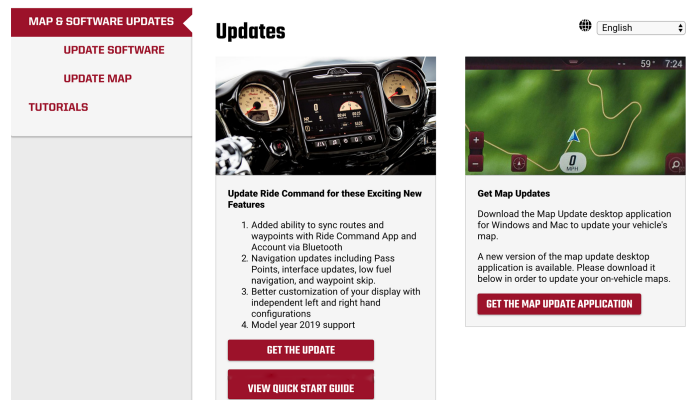 MAP & SOFTWARE UPDATES
UPDATE SOFTWARE
UPDATE MAP
TUTORIALS
Updates
English
Update Ride Command for these Exciting New
Features
1. Added ability to sync routes and
waypoints with Ride Command App and
Account via Bluetooth
2. Navigation updates including Pass
Points, interface updates, low fuel
navigation, and waypoint skip.
3. Better customization of your display with
independent left and right hand
configurations
4. Model year 2019 support
GET THE UPDATE
VIEW QUICK START GUIDE
-- 59° 7:24
+
−
0
MPH
Get Map Updates
Download the Map Update desktop application
for Windows and Mac to update your vehicle's
map.
A new version of the map update desktop
application is available. Please download it
below in order to update your on-vehicle maps.
GET THE MAP UPDATE APPLICATION